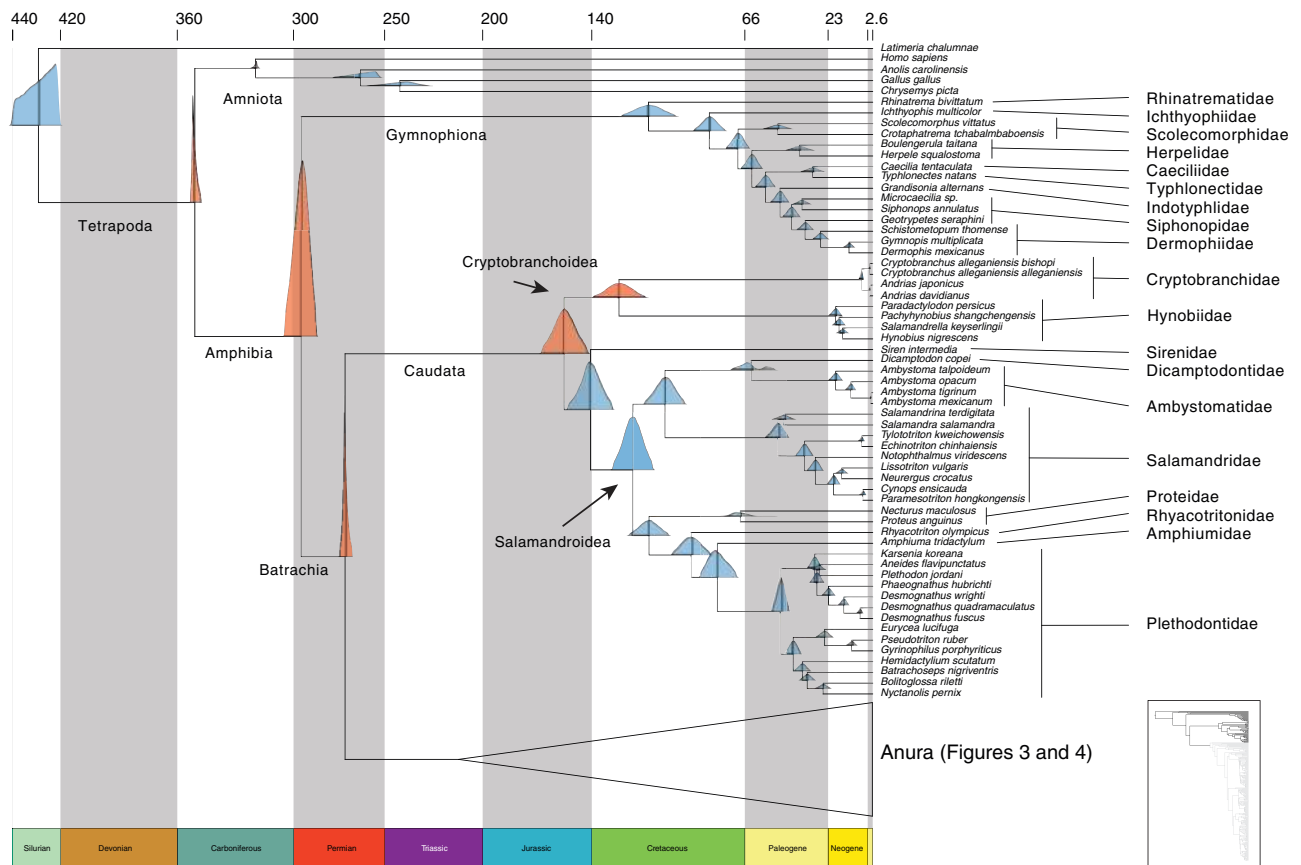 440 420 360 300 250 200 140 66 23 2.6
Latimeria chalumnae
Homo sapiens
Anolis carolinensis
Gallus gallus
Chrysemys picta
Rhinatrema bivittatum
Ichthyophis multicolor
Scolecomorphus vittatus
Crotaphatrema tchabalmbaboensis
Boulengerula taitana
Herpele squalostoma
Caecilia tentaculata
Typhlonectes natans
Grandisonia alternans
Microcaecilia sp.
Siphonops annulatus
Geotrypetes seraphini
Schistometopum thomense
Gymnopis multiplicata
Dermophis mexicanus
Cryptobranchus alleganiensis bishopi
Cryptobranchus alleganiensis alleganiensis
Andrias japonicus
Andrias davidianus
Paradactylodon persicus
Pachyhynobius shangchengensis
Salamandrella keyserlingii
Hynobius nigrescens
Siren intermedia
Dicamptodon copei
Ambystoma talpoideum
Ambystoma opacum
Ambystoma tigrinum
Ambystoma mexicanum
Salamandrina terdigitata
Salamandra salamandra
Tylototriton kweichowensis
Echinotriton chinhaiensis
Notophthalmus viridescens
Lissotriton vulgaris
Neurergus crocatus
Cynops ensicauda
Paramesotriton hongkongensis
Necturus maculosus
Proteus anguinus
Rhyacotriton olympicus
Amphiuma tridactylum
Karsenia koreana
Aneides flavipunctatus
Plethodon jordani
Phaeognathus hubrichti
Desmognathus wrighti
Desmognathus quadramaculatus
Desmognathus fuscus
Eurycea lucifuga
Pseudotriton ruber
Gyrinophilus porphyriticus
Hemidactylium scutatum
Batrachoseps nigriventris
Bolitoglossa riletti
Nyctanolis pernix
Anura (Figures 3 and 4)
Rhinatrematidae
Ichthyophiidae
Scolecomorphidae
Herpelidae
Caeciliidae
Typhlonectidae
Indotyphlidae
Siphonopidae
Dermophiidae
Cryptobranchidae
Hynobiidae
Sirenidae
Dicamptodontidae
Ambystomatidae
Salamandridae
Proteidae
Rhyacotritonidae
Amphiumidae
Plethodontidae
Amniota
Gymnophiona
Tetrapoda
Cryptobranchoidea
Amphibia
Caudata
Salamandroidea
Batrachia
Silurian Devonian Carboniferous Permian Triassic Jurassic Cretaceous Paleogene Neogene